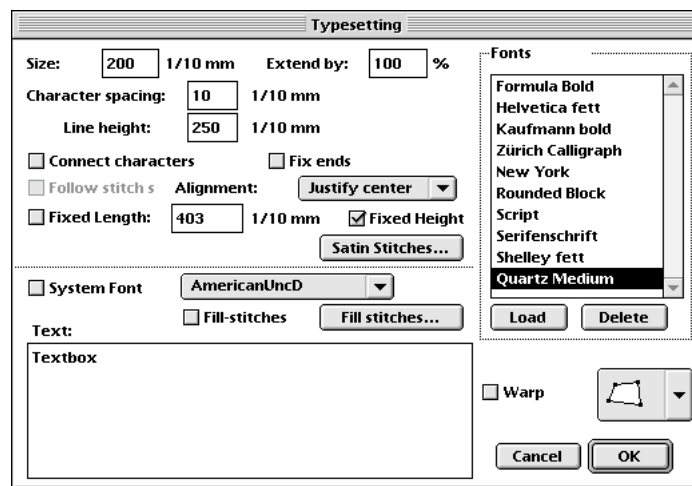 Typesetting
Size: 200 1/10 mm Extend by: 100 %
Character spacing: 10 1/10 mm
Line height: 250 1/10 mm
Connect characters Fix ends
Follow stitch s Alignment: Justify center
Fixed Length: 403 1/10 mm Fixed Height
Satin Stitches...
System Font AmericanUncD
Fill-stitches Fill stitches...
Text:
Textbox
Fonts
Formula Bold
Helvetica fett
Kaufmann bold
Zürich Calligraph
New York
Rounded Block
Script
Serifenschrift
Shelley fett
Quartz Medium
Load Delete
Warp
Cancel OK